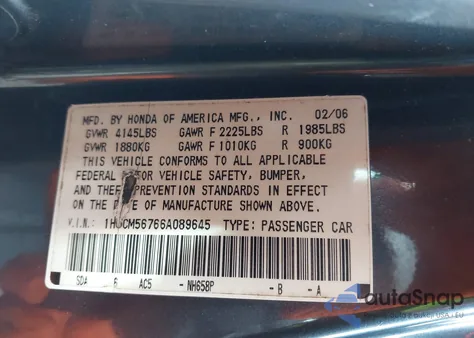 MFD. BY HONDA OF AMERICA MFG., INC. 02/06
GVWR 4145LBS GAWR F 2225LBS R 1985LBS
GVWR 1880KG GAWR F 1010KG R 900KG
THIS VEHICLE CONFORMS TO ALL APPLICABLE
FEDERAL MOTOR VEHICLE SAFETY, BUMPER,
AND THEFT PREVENTION STANDARDS IN EFFECT
ON THE DATE OF MANUFACTURE SHOWN ABOVE.
V.I.N.: 1HGCM56766A089645 TYPE: PASSENGER CAR
SDA 6 AC5 NH658P - B - A
autoSnap